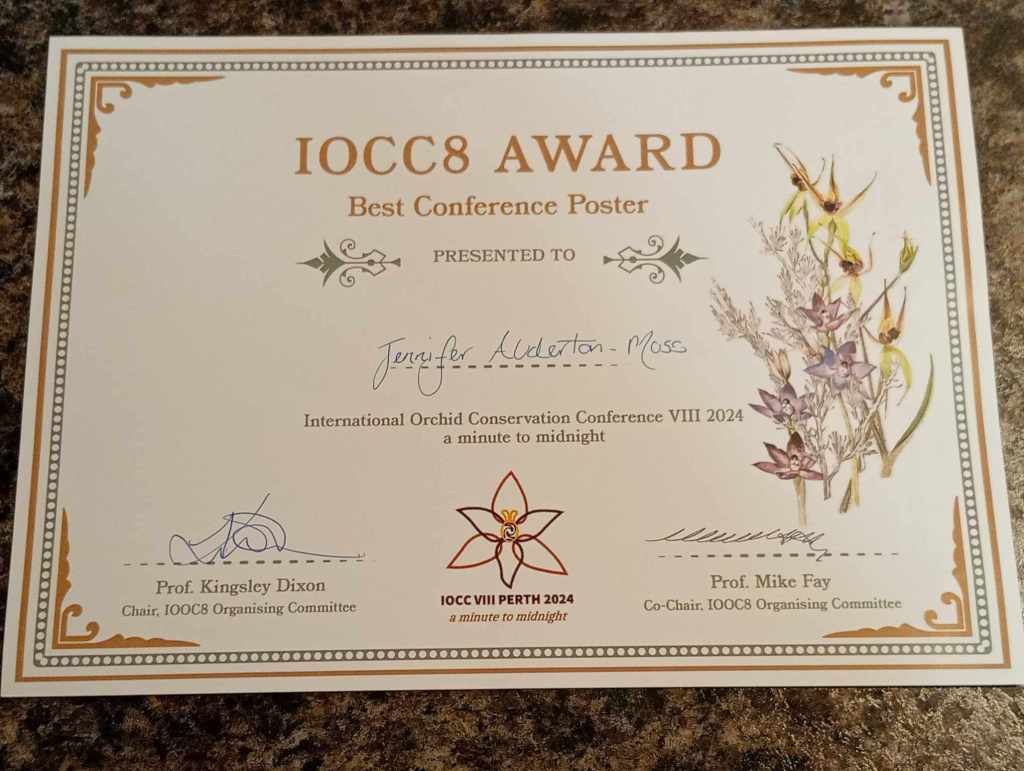 IOCC8 AWARD
Best Conference Poster
PRESENTED TO
Jennifer Alderton-Moss
International Orchid Conservation Conference VIII 2024
a minute to midnight
Prof. Kingsley Dixon
Chair, IOOC8 Organising Committee
IOCC VIII PERTH 2024
a minute to midnight
Prof. Mike Fay
Co-Chair, IOOC8 Organising Committee